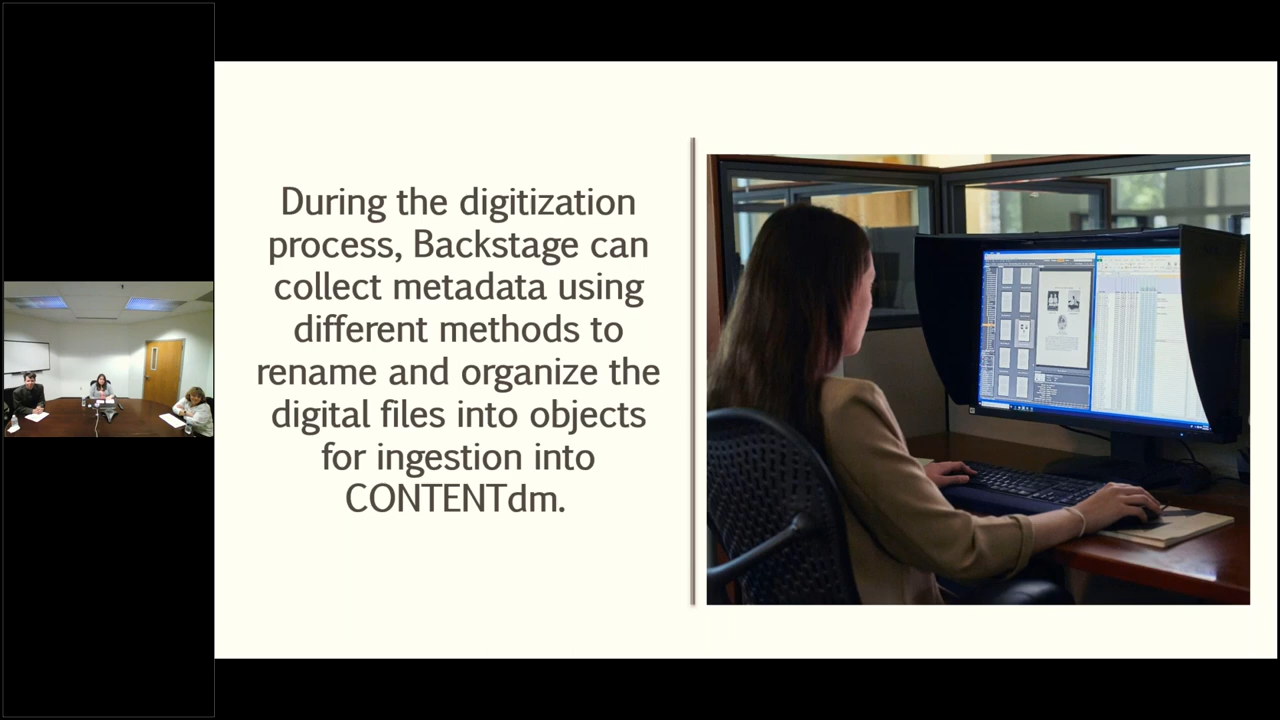 During the digitization
process, Backstage can
collect metadata using
different methods to
rename and organize the
digital files into objects
for ingestion into
CONTENTdm.